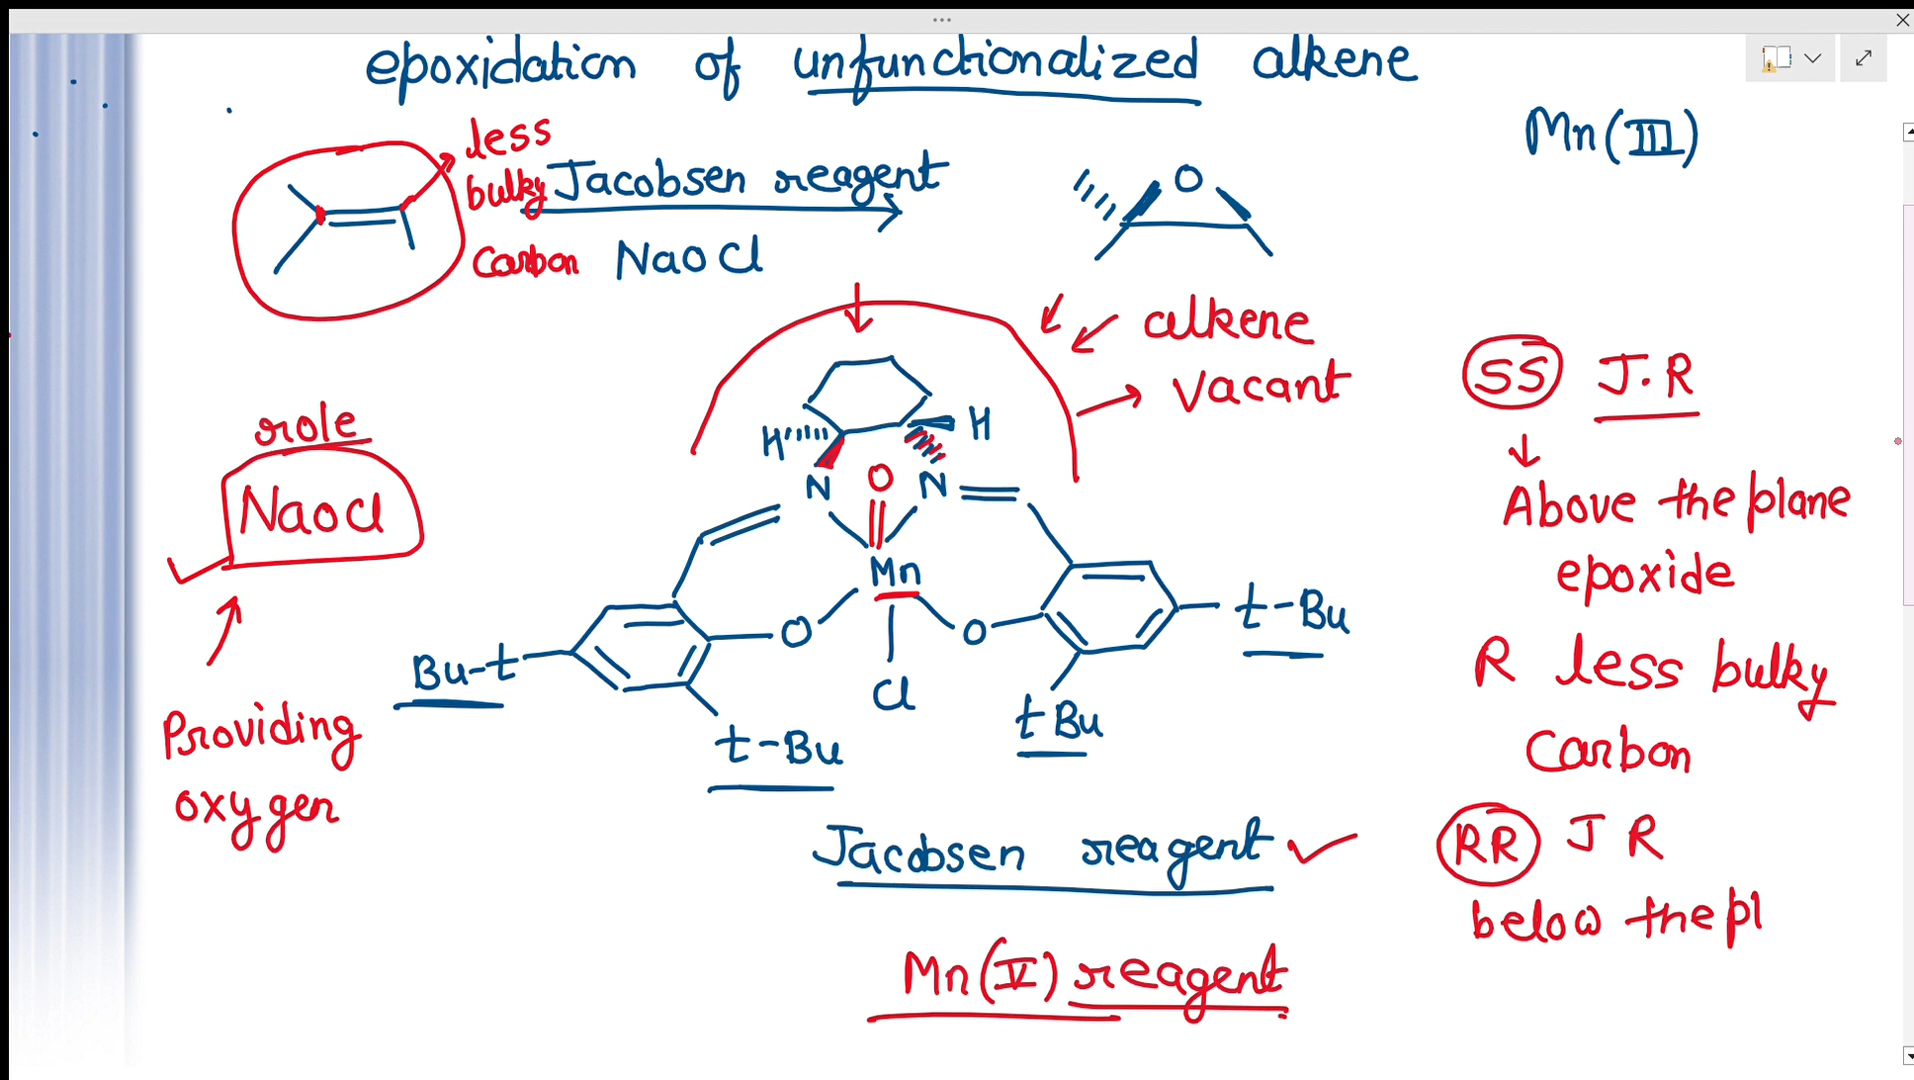 epoxidation of unfunctionalized alkene
Mn(III)
less
bulky
Carbon
Jacobsen reagent
NaOCl
O
alkene
Vacant
H
H
N
O
N
Mn
O
O
Cl
Bu-t
t-Bu
t-Bu
t Bu
role
NaOCl
Providing
oxygen
SS J.R
Above the plane
epoxide
R less bulky
Carbon
RR J R
below the pl
Jacobsen reagent
Mn(V) reagent